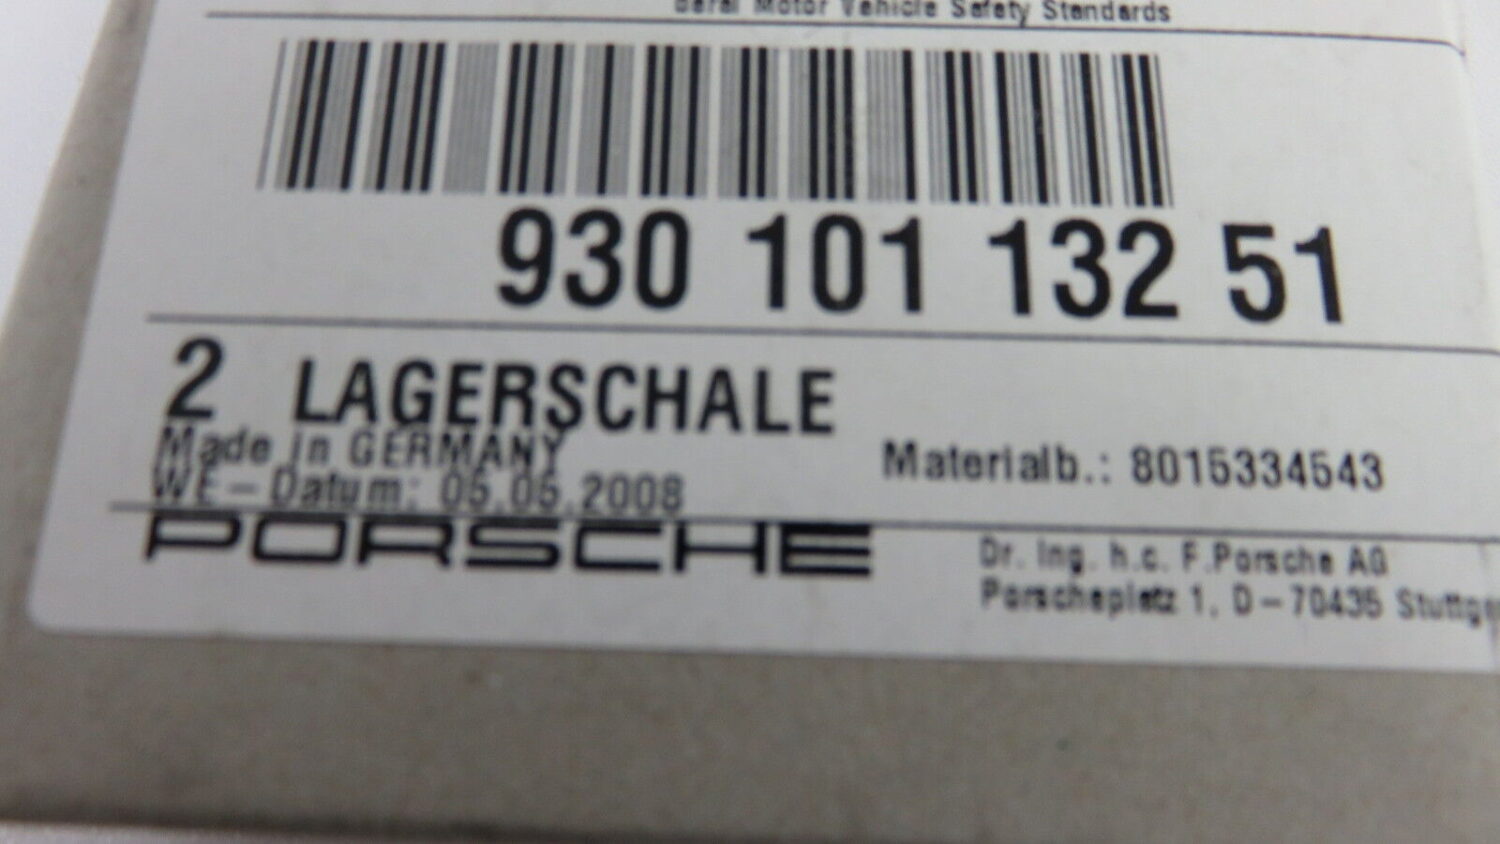 Motor Vehicle Safety Standards
930 101 132 51
2 LAGERSCHALE
Made in GERMANY
Materialb.: 8015334543
WE-Datum: 05.05.2008
PORSCHE
Dr. Ing. h.c. F.Porsche AG
Porscheplatz 1, D-70435